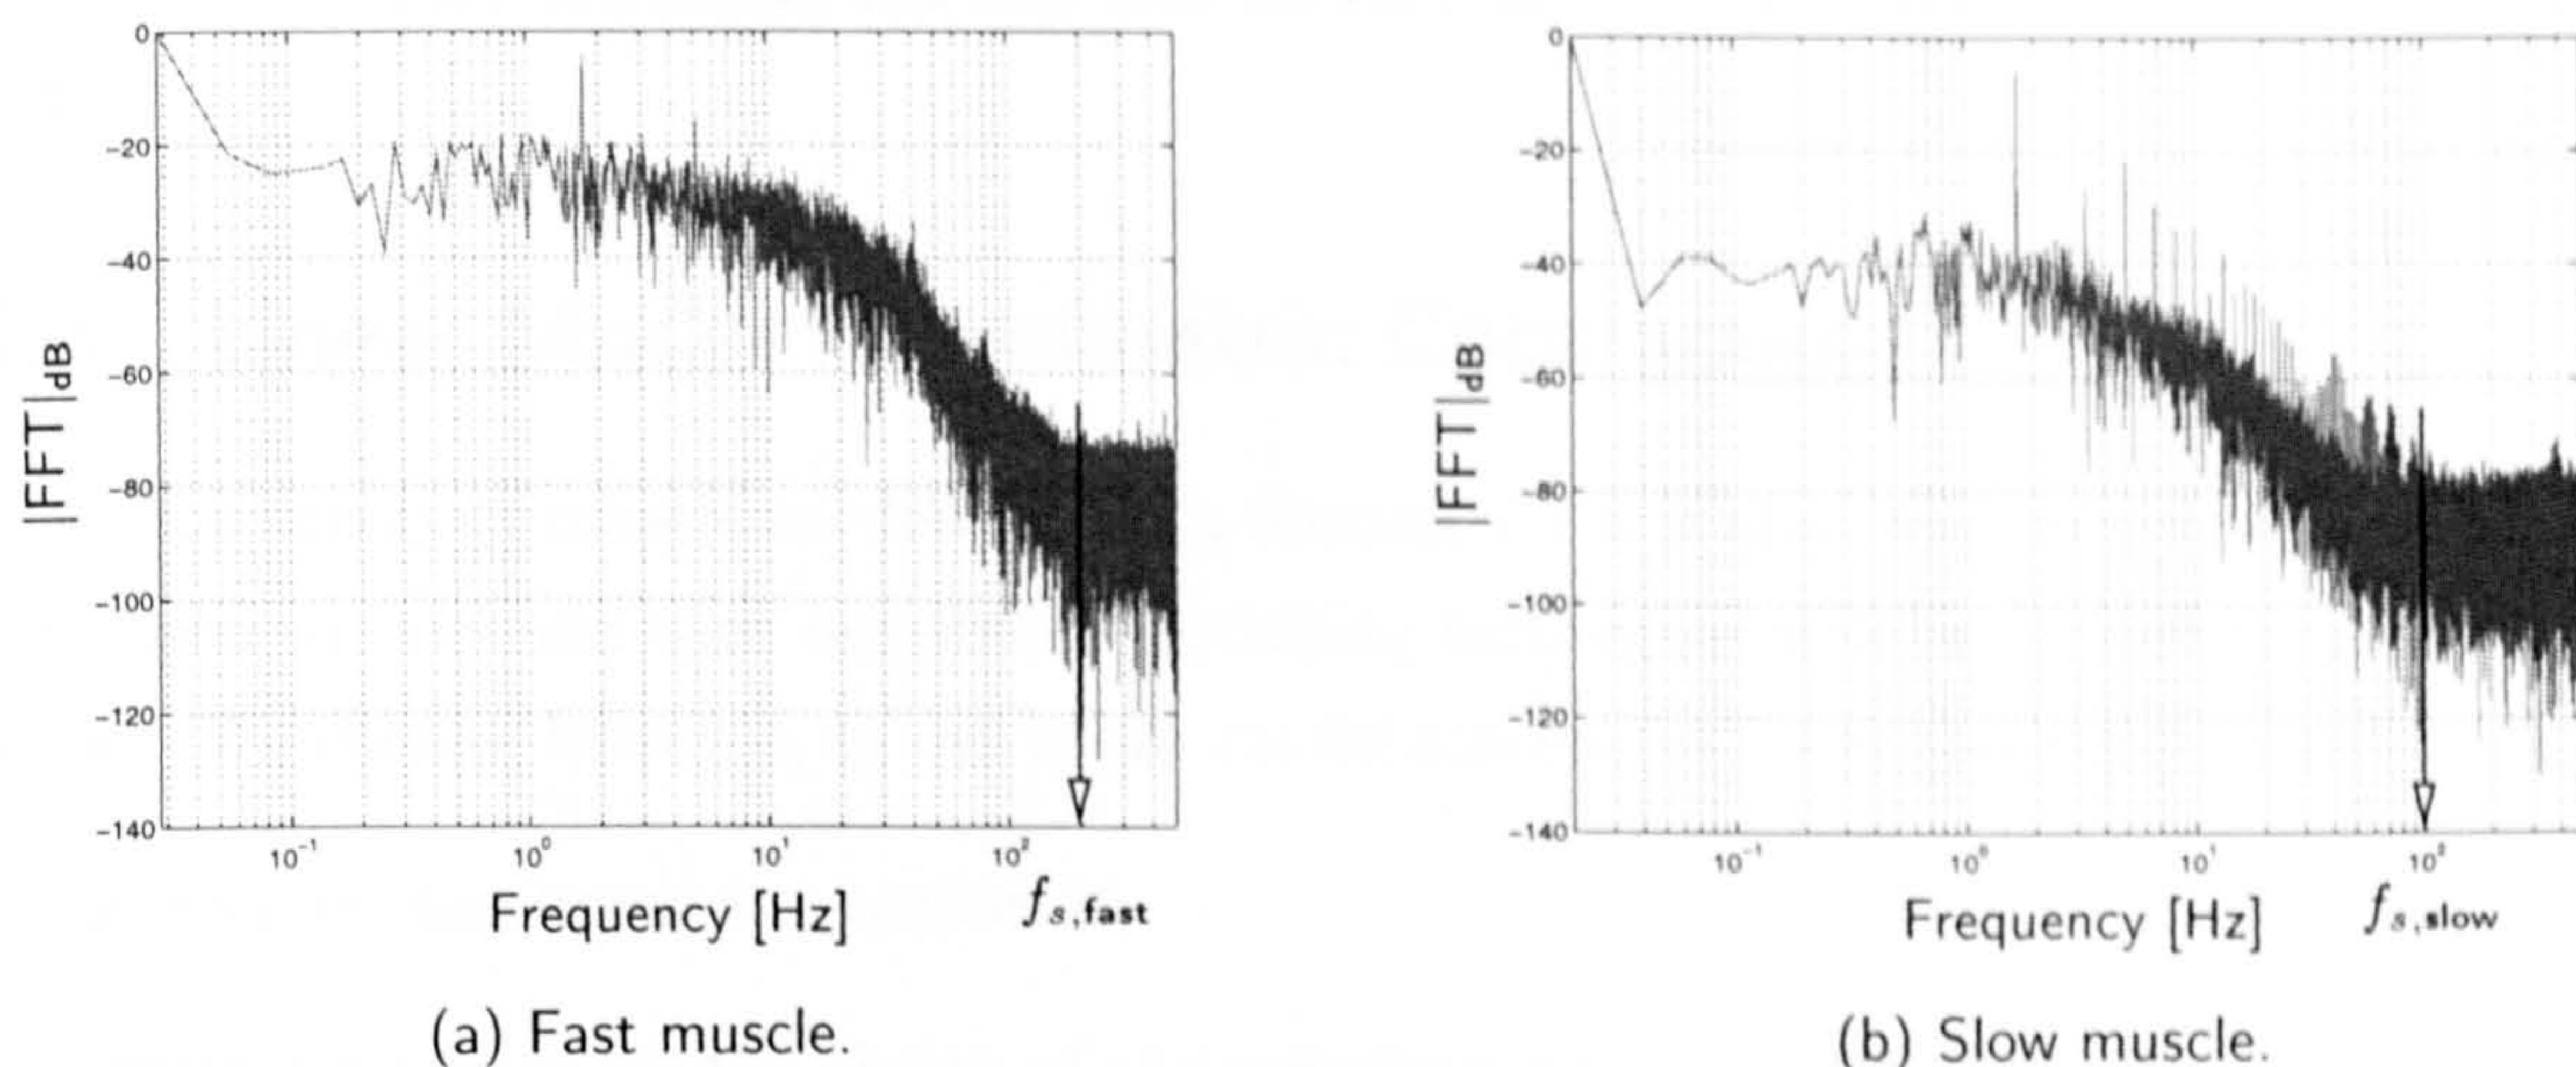 0
-20
-40
-60
-80
-100
-120
-140
|FFT|dB
10⁻¹ 10⁰ 10¹ 10²
Frequency [Hz] fs,fast
(a) Fast muscle.
0
-20
-40
-60
-80
-100
-120
-140
|FFT|dB
10⁻¹ 10⁰ 10¹ 10²
Frequency [Hz] fs,slow
(b) Slow muscle.